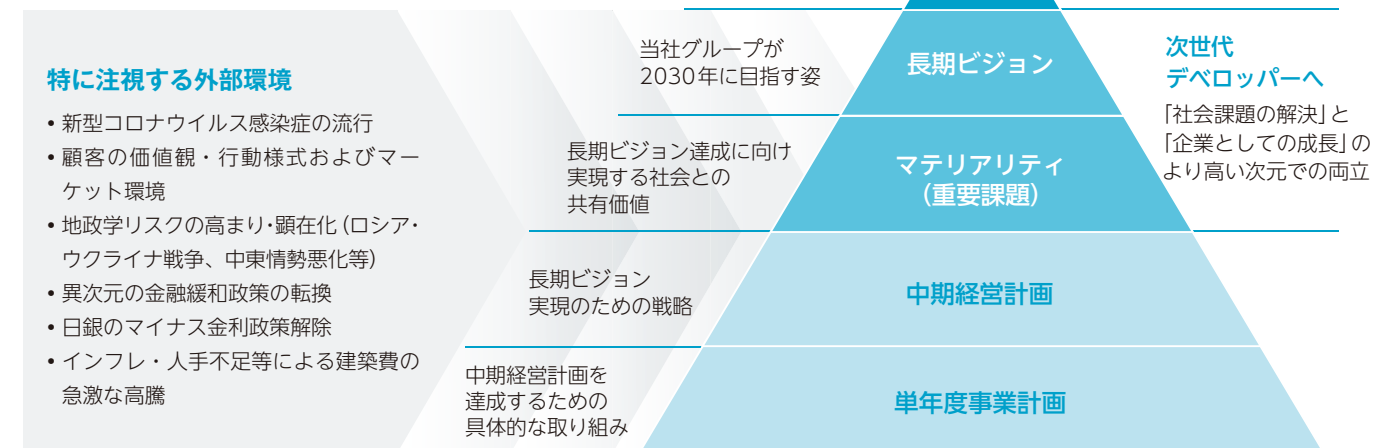 特に注視する外部環境
• 新型コロナウイルス感染症の流行
• 顧客の価値観・行動様式およびマー
ケット環境
• 地政学リスクの高まり・顕在化（ロシア・
ウクライナ戦争、中東情勢悪化等）
• 異次元の金融緩和政策の転換
• 日銀のマイナス金利政策解除
• インフレ・人手不足等による建築費の
急激な高騰
当社グループが
2030年に目指す姿
長期ビジョン
長期ビジョン達成に向け
実現する社会との
共有価値
マテリアリティ
（重要課題）
長期ビジョン
実現のための戦略
中期経営計画
中期経営計画を
達成するための
具体的な取り組み
単年度事業計画
次世代
デベロッパーへ
「社会課題の解決」と
「企業としての成長」の
より高い次元での両立